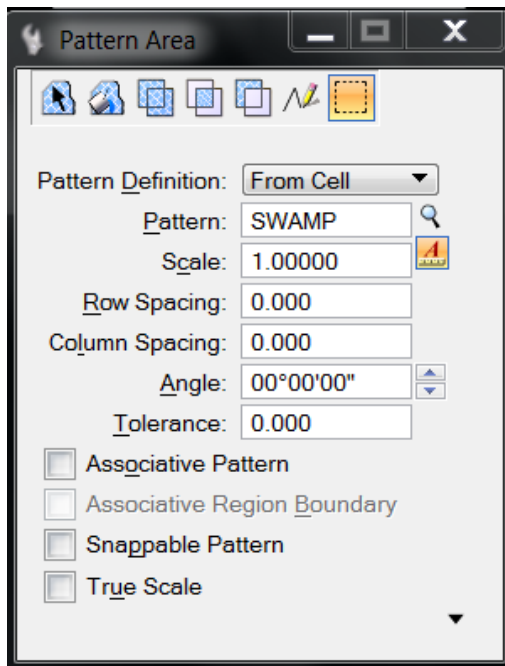 Pattern Area
Pattern Definition: From Cell
Pattern: SWAMP
Scale: 1.00000
A
Row Spacing: 0.000
Column Spacing: 0.000
Angle: 00°00'00"
Tolerance: 0.000
Associative Pattern
Associative Region Boundary
Snappable Pattern
True Scale